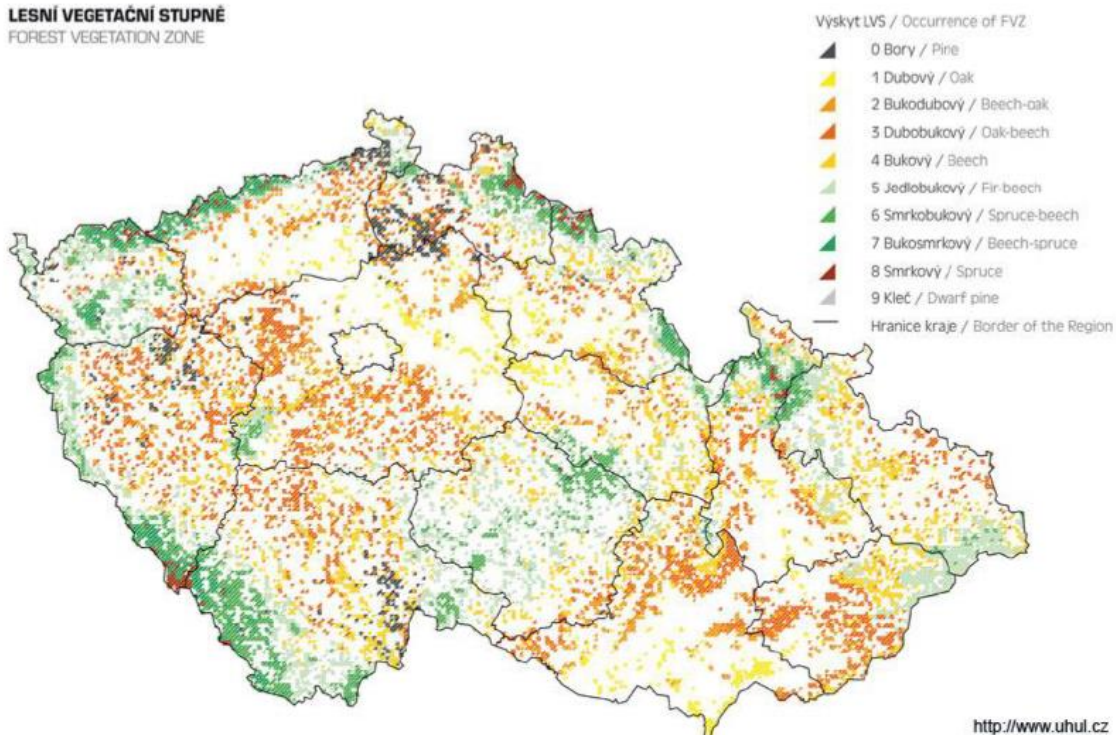 LESNÍ VEGETAČNÍ STUPNĚ
FOREST VEGETATION ZONE
Výskyt LVS / Occurrence of FVZ
0 Bory / Pine
1 Dubový / Oak
2 Bukodubový / Beech-oak
3 Dubobukový / Oak-beech
4 Bukový / Beech
5 Jedlobukový / Fir-beech
6 Smrkobukový / Spruce-beech
7 Bukosmrkový / Beech-spruce
8 Smrkový / Spruce
9 Kleč / Dwarf pine
Hranice kraje / Border of the Region
http://www.uhul.cz